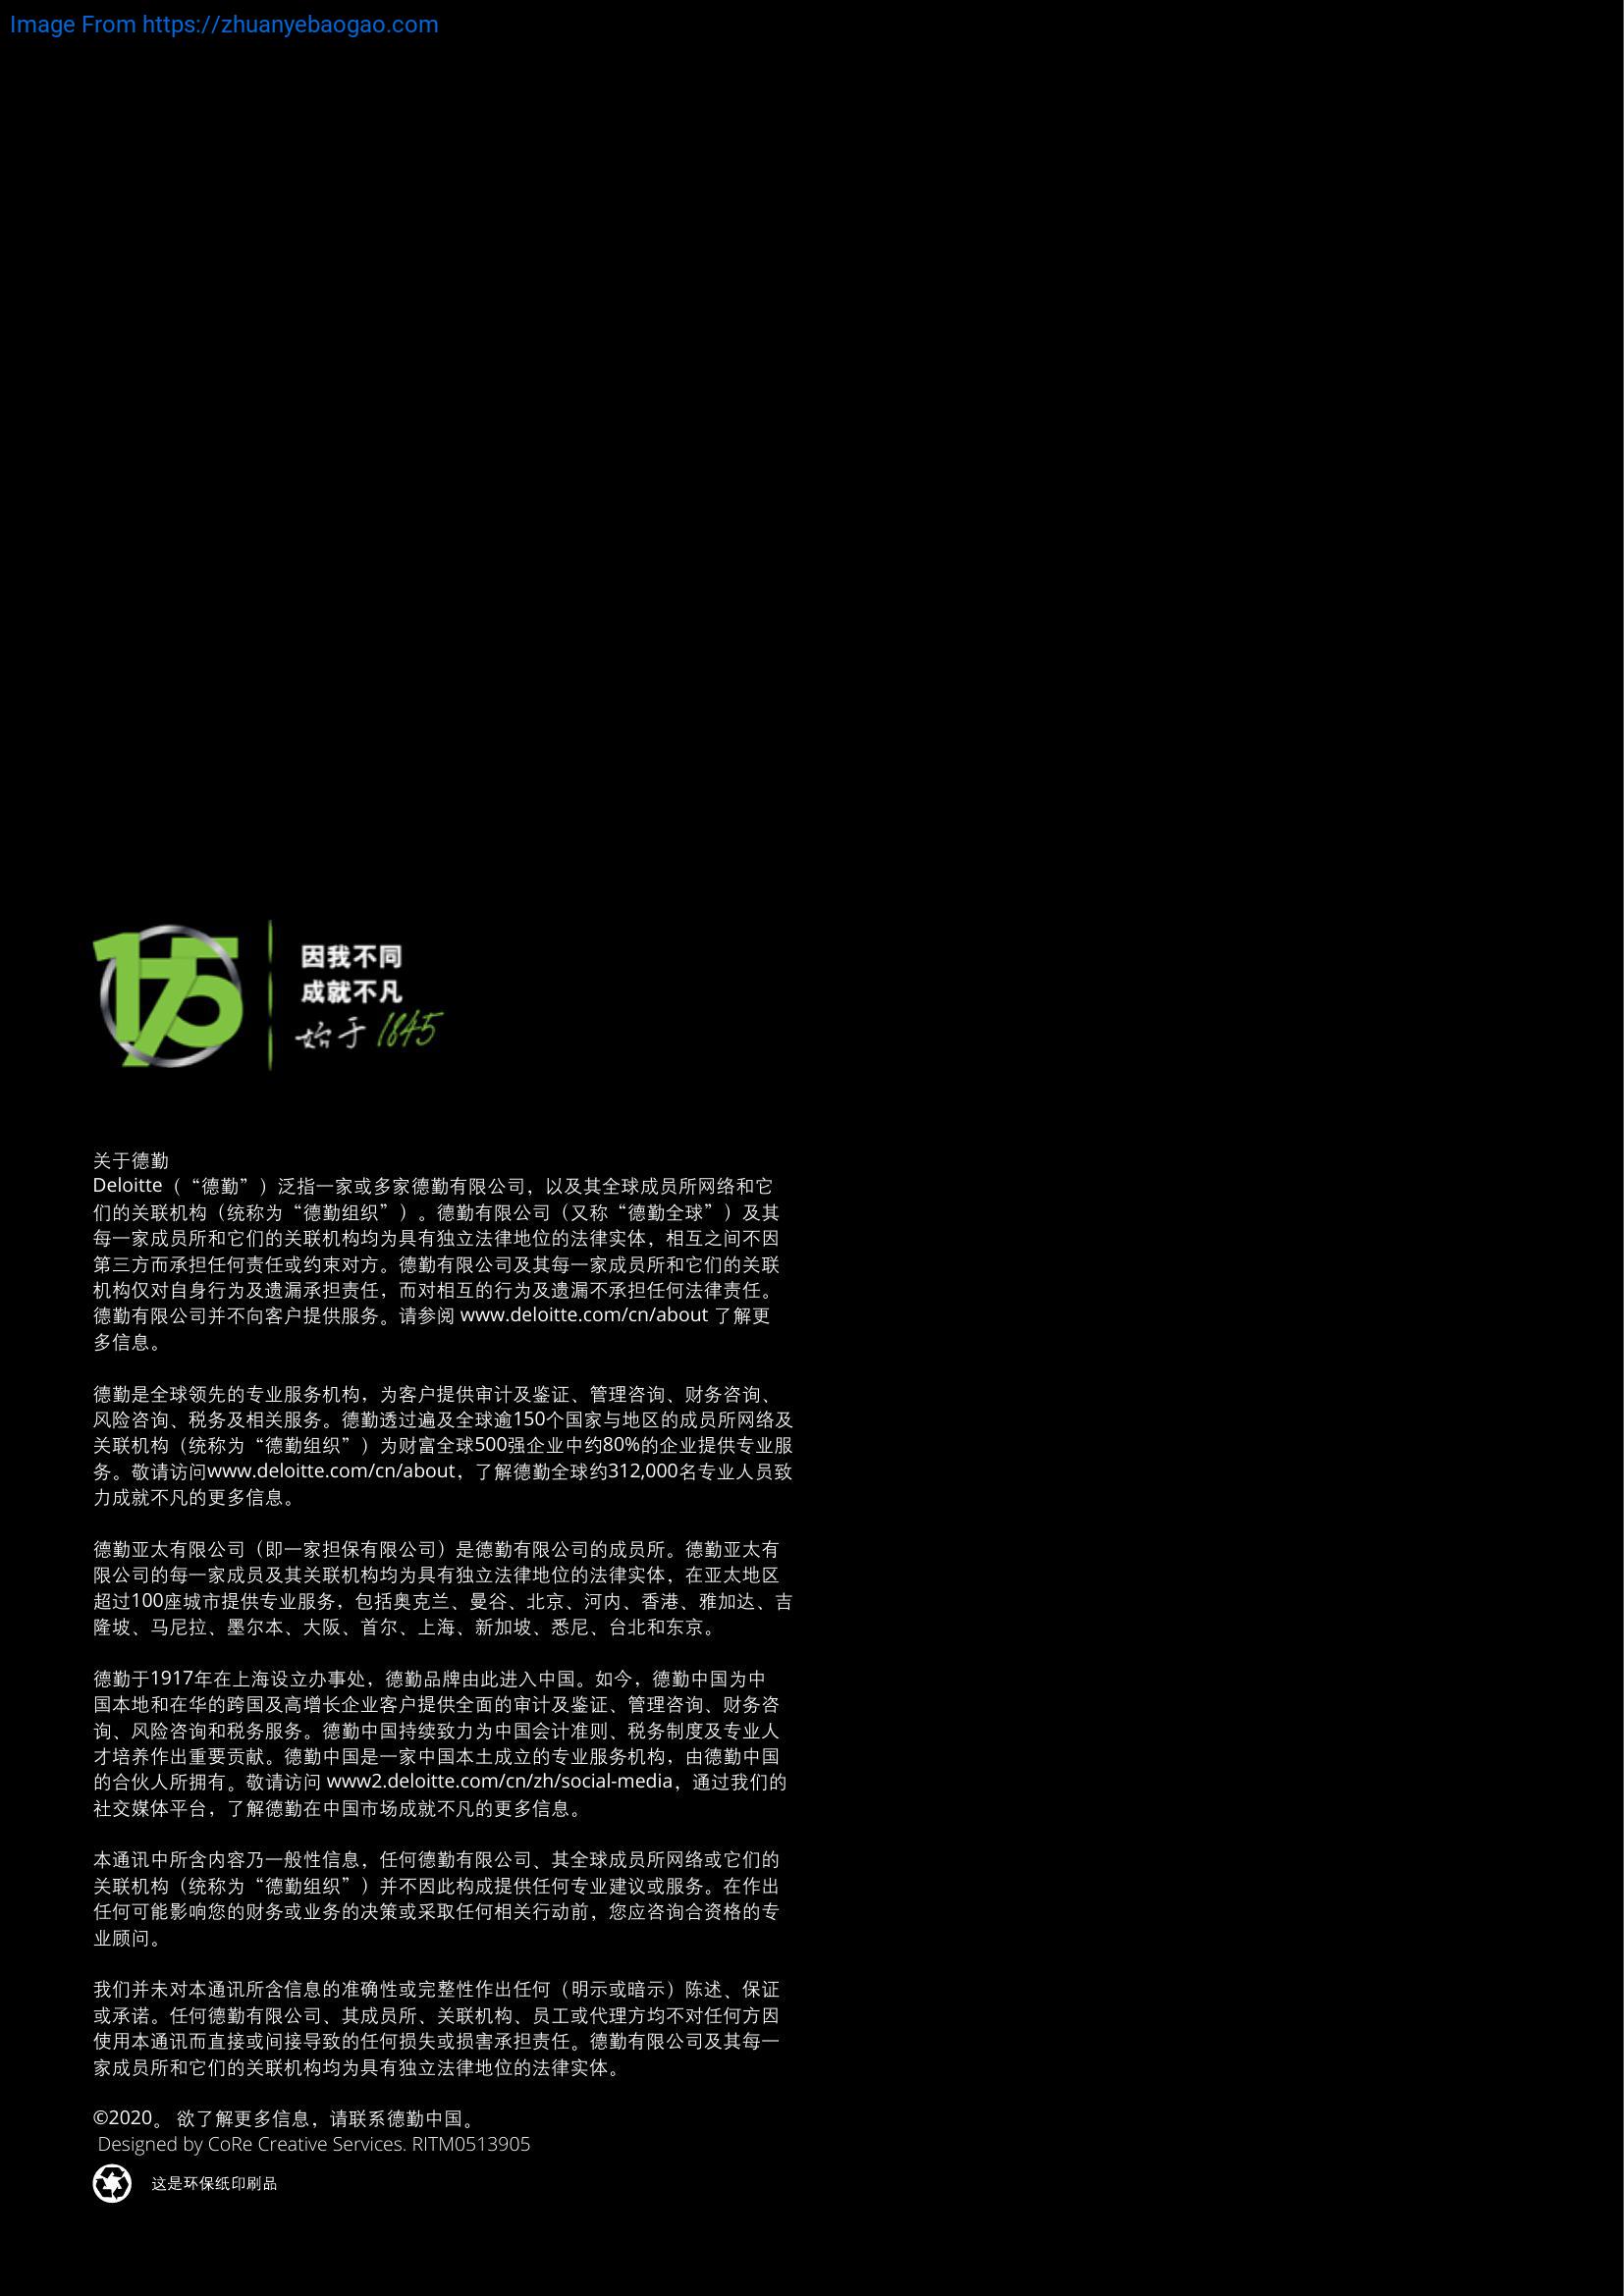 Image From https://zhuanyebaogao.com
175
因我不同
成就不凡
始于 1845
关于德勤
Deloitte（“德勤”）泛指一家或多家德勤有限公司，以及其全球成员所网络和它
们的关联机构（统称为“德勤组织”）。德勤有限公司（又称“德勤全球”）及其
每一家成员所和它们的关联机构均为具有独立法律地位的法律实体，相互之间不因
第三方而承担任何责任或约束对方。德勤有限公司及其每一家成员所和它们的关联
机构仅对自身行为及遗漏承担责任，而对相互的行为及遗漏不承担任何法律责任。
德勤有限公司并不向客户提供服务。请参阅 www.deloitte.com/cn/about 了解更
多信息。
德勤是全球领先的专业服务机构，为客户提供审计及鉴证、管理咨询、财务咨询、
风险咨询、税务及相关服务。德勤透过遍及全球逾150个国家与地区的成员所网络及
关联机构（统称为“德勤组织”）为财富全球500强企业中约80%的企业提供专业服
务。敬请访问www.deloitte.com/cn/about，了解德勤全球约312,000名专业人员致
力成就不凡的更多信息。
德勤亚太有限公司（即一家担保有限公司）是德勤有限公司的成员所。德勤亚太有
限公司的每一家成员及其关联机构均为具有独立法律地位的法律实体，在亚太地区
超过100座城市提供专业服务，包括奥克兰、曼谷、北京、河内、香港、雅加达、吉
隆坡、马尼拉、墨尔本、大阪、首尔、上海、新加坡、悉尼、台北和东京。
德勤于1917年在上海设立办事处，德勤品牌由此进入中国。如今，德勤中国为中
国本地和在华的跨国及高增长企业客户提供全面的审计及鉴证、管理咨询、财务咨
询、风险咨询和税务服务。德勤中国持续致力为中国会计准则、税务制度及专业人
才培养作出重要贡献。德勤中国是一家中国本土成立的专业服务机构，由德勤中国
的合伙人所拥有。敬请访问 www2.deloitte.com/cn/zh/social-media，通过我们的
社交媒体平台，了解德勤在中国市场成就不凡的更多信息。
本通讯中所含内容乃一般性信息，任何德勤有限公司、其全球成员所网络或它们的
关联机构（统称为“德勤组织”）并不因此构成提供任何专业建议或服务。在作出
任何可能影响您的财务或业务的决策或采取任何相关行动前，您应咨询合资格的专
业顾问。
我们并未对本通讯所含信息的准确性或完整性作出任何（明示或暗示）陈述、保证
或承诺。任何德勤有限公司、其成员所、关联机构、员工或代理方均不对任何方因
使用本通讯而直接或间接导致的任何损失或损害承担责任。德勤有限公司及其每一
家成员所和它们的关联机构均为具有独立法律地位的法律实体。
©2020。 欲了解更多信息，请联系德勤中国。
Designed by CoRe Creative Services. RITM0513905
这是环保纸印刷品